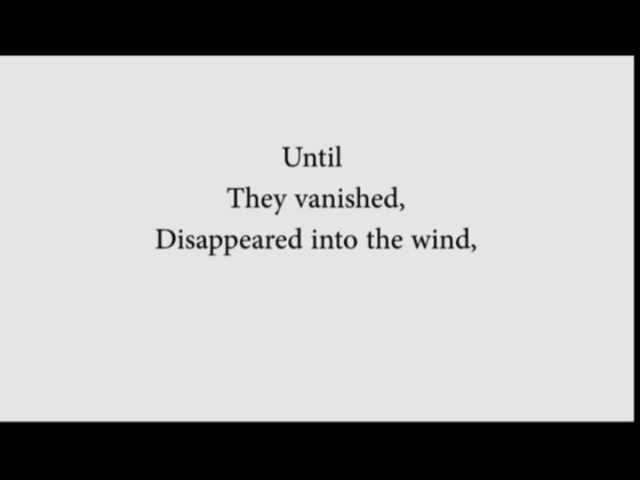 Until
They vanished,
Disappeared into the wind,